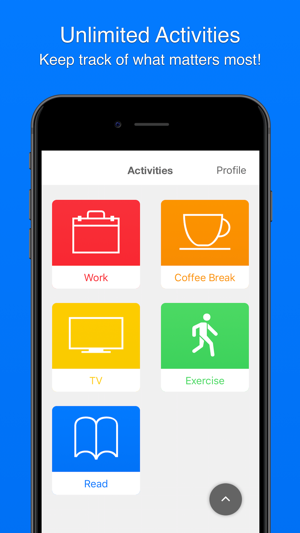 Unlimited Activities
Keep track of what matters most!
Activities Profile
Work Coffee Break
TV Exercise
Read